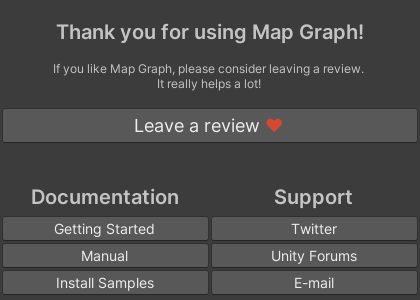 Thank you for using Map Graph!
If you like Map Graph, please consider leaving a review.
It really helps a lot!
Leave a review ❤
Documentation
Support
Getting Started
Twitter
Manual
Unity Forums
Install Samples
E-mail